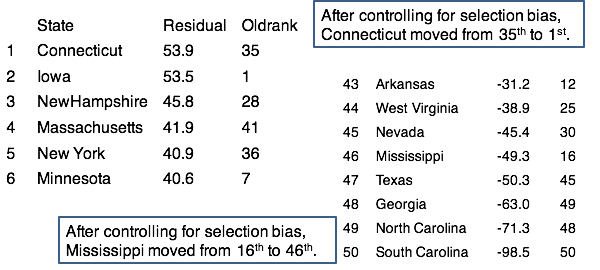 State Residual Oldrank
1 Connecticut 53.9 35
2 Iowa 53.5 1
3 NewHampshire 45.8 28
4 Massachusetts 41.9 41
5 New York 40.9 36
6 Minnesota 40.6 7
After controlling for selection bias,
Mississippi moved from 16th to 46th.
After controlling for selection bias,
Connecticut moved from 35th to 1st.
43 Arkansas -31.2 12
44 West Virginia -38.9 25
45 Nevada -45.4 30
46 Mississippi -49.3 16
47 Texas -50.3 45
48 Georgia -63.0 49
49 North Carolina -71.3 48
50 South Carolina -98.5 50